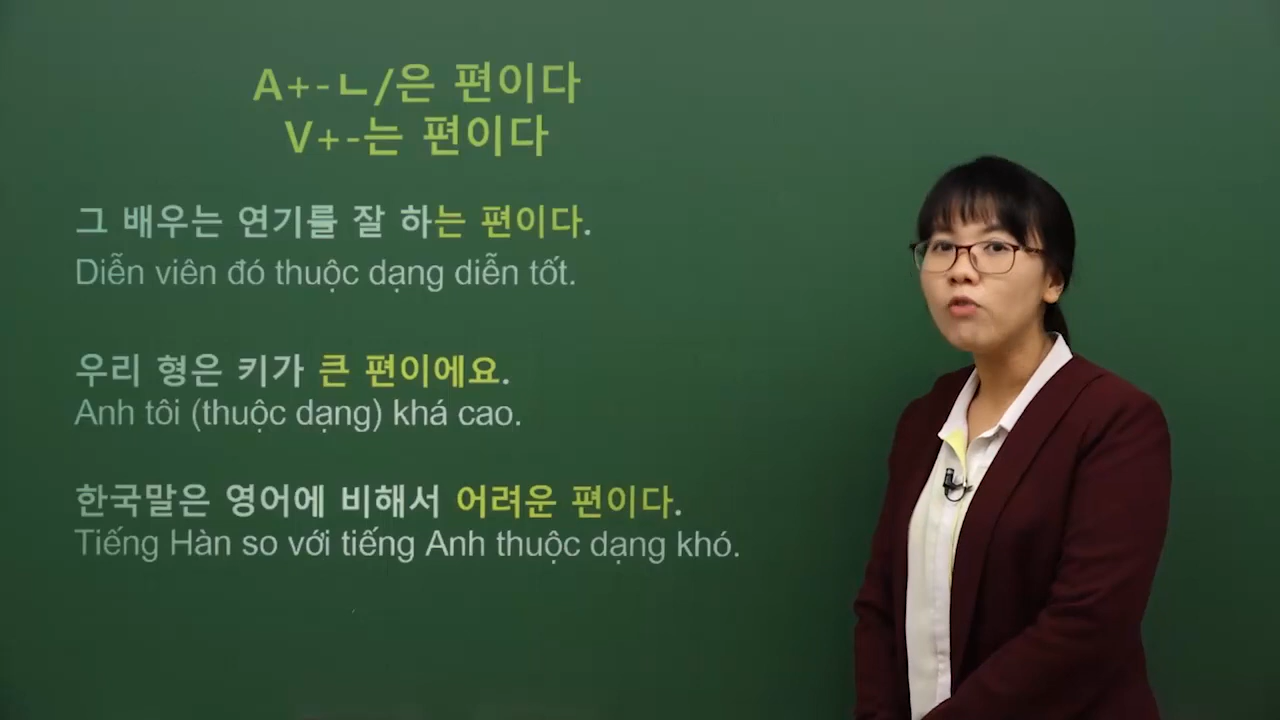 A+-ㄴ/은 편이다
V+-는 편이다
그 배우는 연기를 잘 하는 편이다.
Diễn viên đó thuộc dạng diễn tốt.
우리 형은 키가 큰 편이에요.
Anh tôi (thuộc dạng) khá cao.
한국말은 영어에 비해서 어려운 편이다.
Tiếng Hàn so với tiếng Anh thuộc dạng khó.